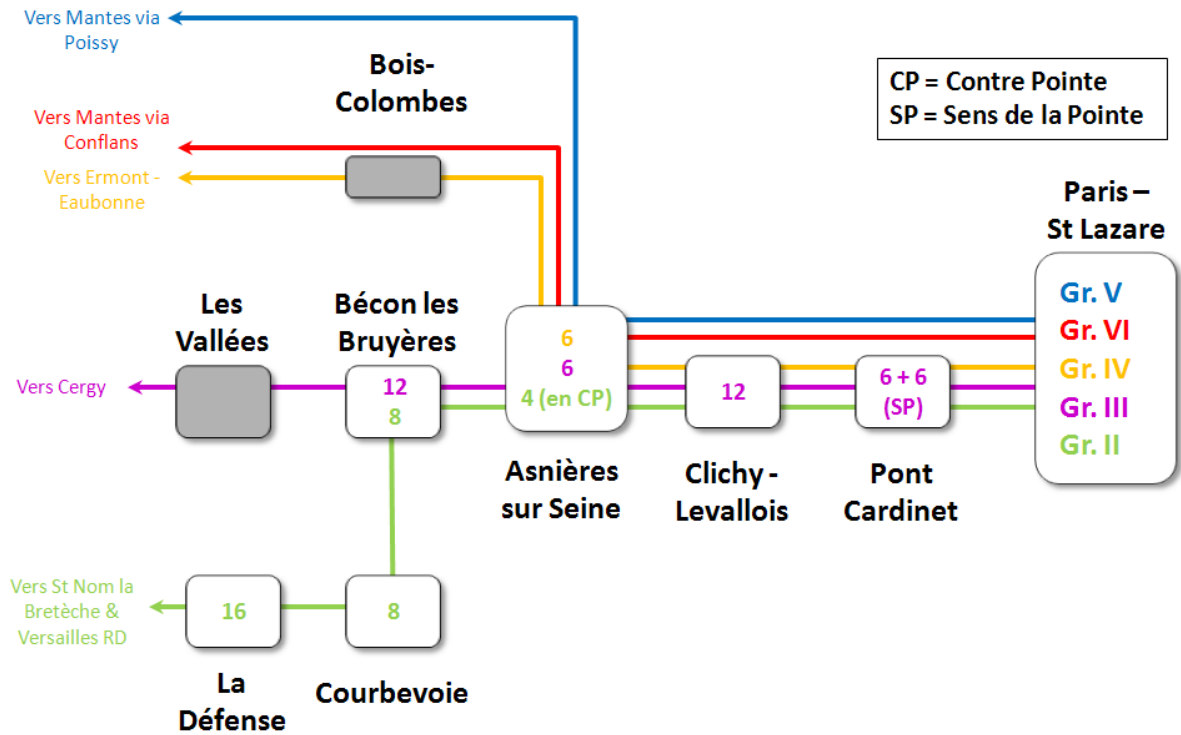 Vers Mantes via
Poissy
Bois-
Colombes
CP = Contre Pointe
SP = Sens de la Pointe
Vers Mantes via
Conflans
Vers Ermont -
Eaubonne
Paris –
St Lazare
Gr. V
Gr. VI
Gr. IV
Gr. III
Gr. II
Les
Vallées
Bécon les
Bruyères
6
6
4 (en CP)
Vers Cergy
12
8
12
6 + 6
(SP)
Asnières
sur Seine
Clichy -
Levallois
Pont
Cardinet
Vers St Nom la
Bretèche &
Versailles RD
16
8
La
Défense
Courbevoie